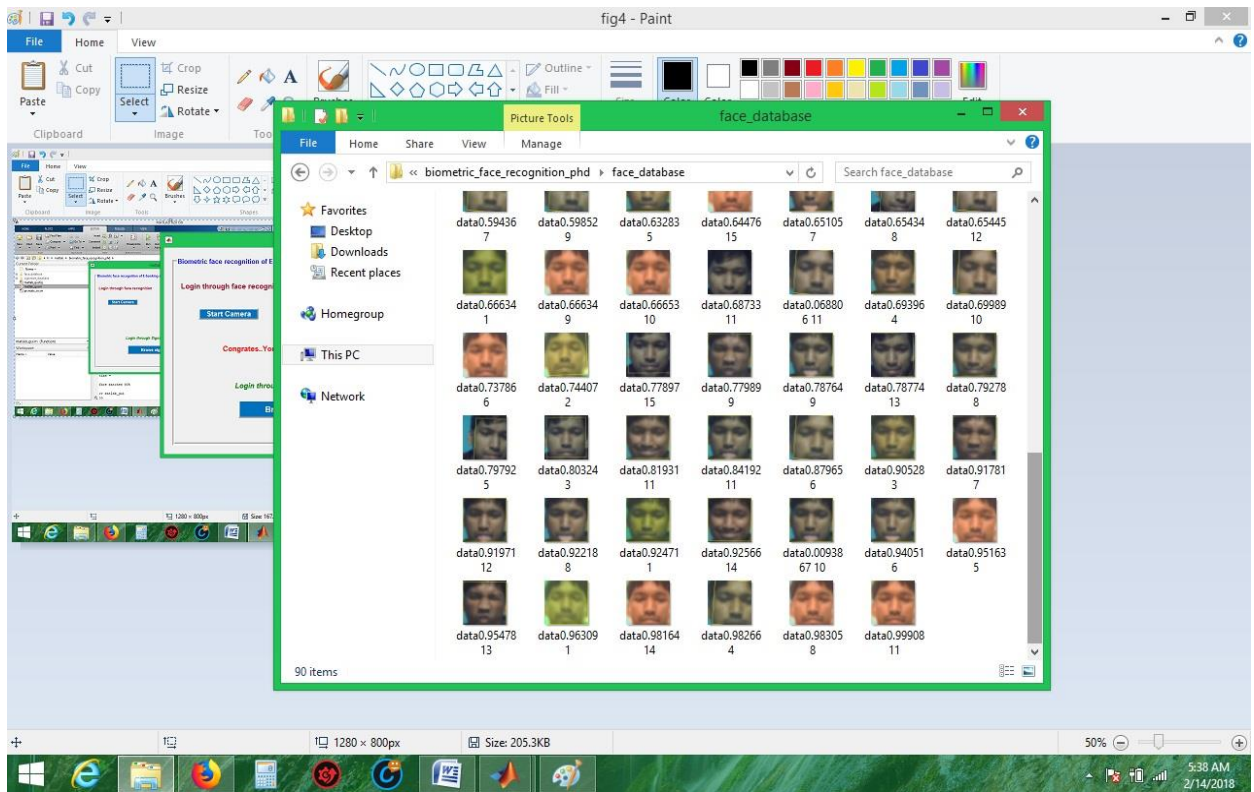 fig4 - Paint
File Home View
Cut
Copy
Paste
Crop
Resize
Rotate
Select
Outline
Fill
Clipboard
Image
Picture Tools
face_database
File Home Share View Manage
« biometric_face_recognition_phd ▸ face_database
Search face_database
Favorites
Desktop
Downloads
Recent places
Homegroup
This PC
Network
data0.59436 data0.59852 data0.63283 data0.64476 data0.65105 data0.65434 data0.65445
7 9 5 15 7 8 12
data0.66634 data0.66634 data0.66653 data0.68733 data0.06880 data0.69396 data0.69989
1 9 10 11 6 11 4 10
data0.73786 data0.74407 data0.77897 data0.77989 data0.78764 data0.78774 data0.79278
6 2 15 9 9 13 8
data0.79792 data0.80324 data0.81931 data0.84192 data0.87965 data0.90528 data0.91781
5 3 11 11 6 3 7
data0.91971 data0.92218 data0.92471 data0.92566 data0.00938 data0.94051 data0.95163
12 8 1 14 67 10 6 5
data0.95478 data0.96309 data0.98164 data0.98266 data0.98305 data0.99908
13 1 14 4 8 11
90 items
Biometric face recognition of E
Login through face recogni
Start Camera
Congrates..Yo
Login throu
Br
1280 × 800px
1280 × 800px
Size: 205.3KB
50%
5:38 AM
2/14/2018